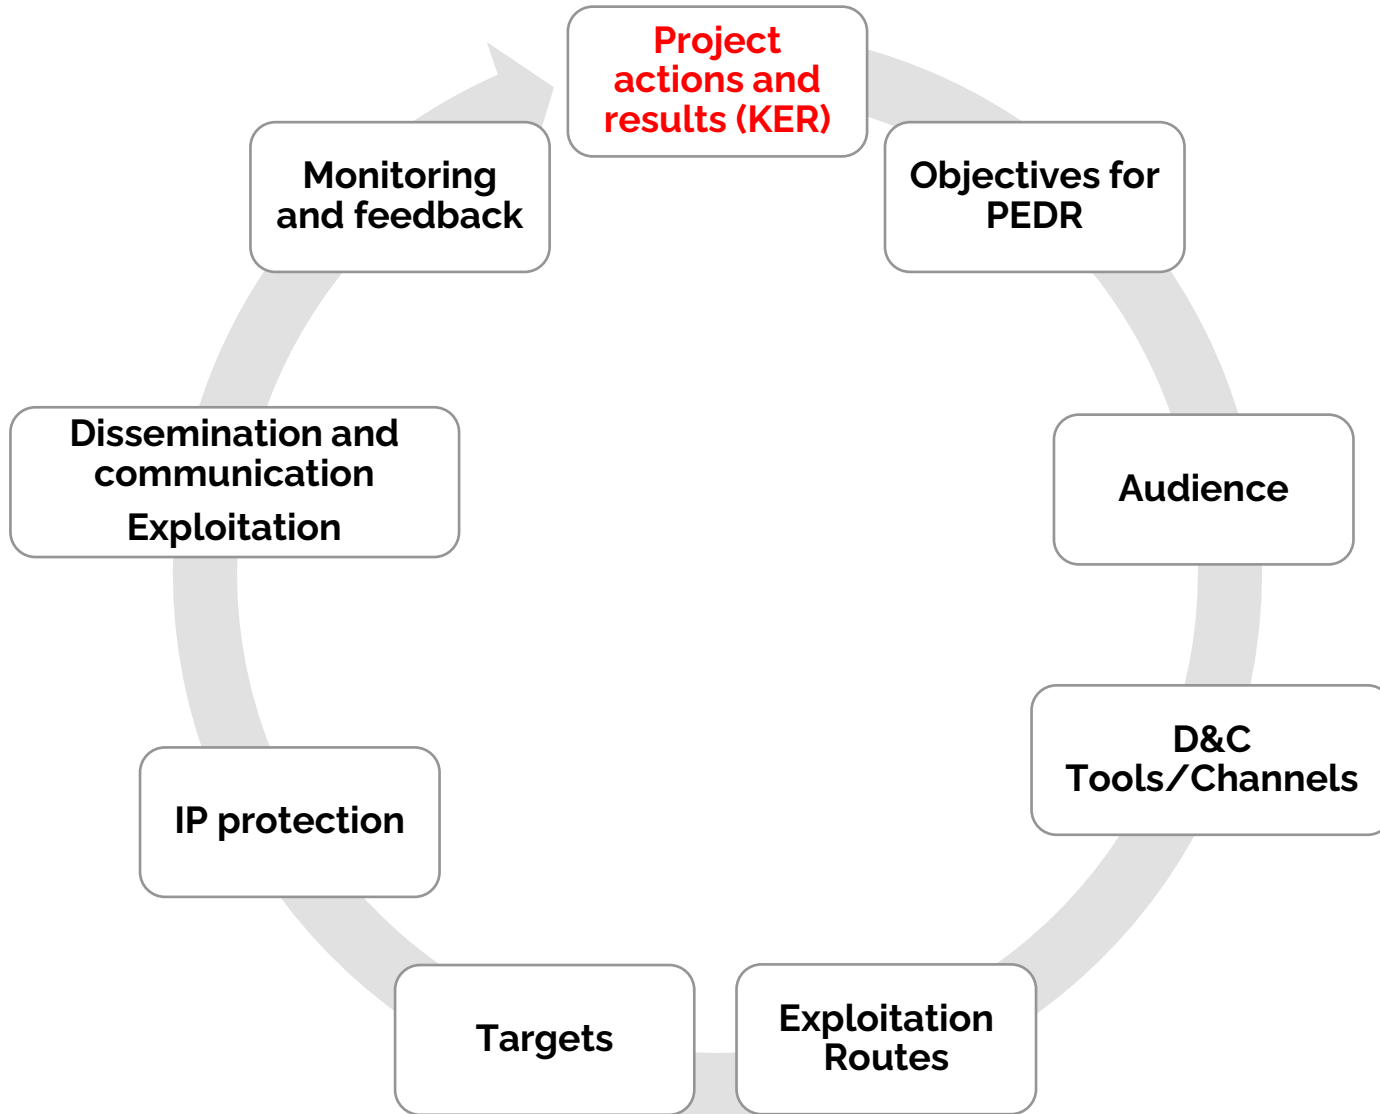 Project
actions and
results (KER)
Objectives for
PEDR
Audience
D&C
Tools/Channels
Exploitation
Routes
Targets
IP protection
Dissemination and
communication
Exploitation
Monitoring
and feedback